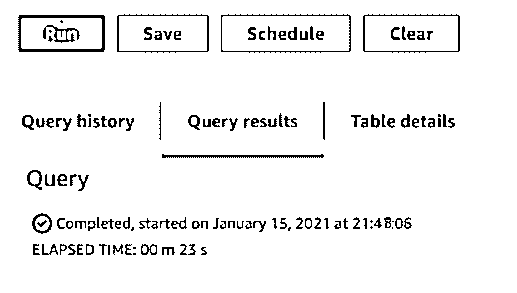 Run Save Schedule Clear
Query history Query results Table details
Query
Completed, started on January 15, 2021 at 21:48:06
ELAPSED TIME: 00 m 23 s